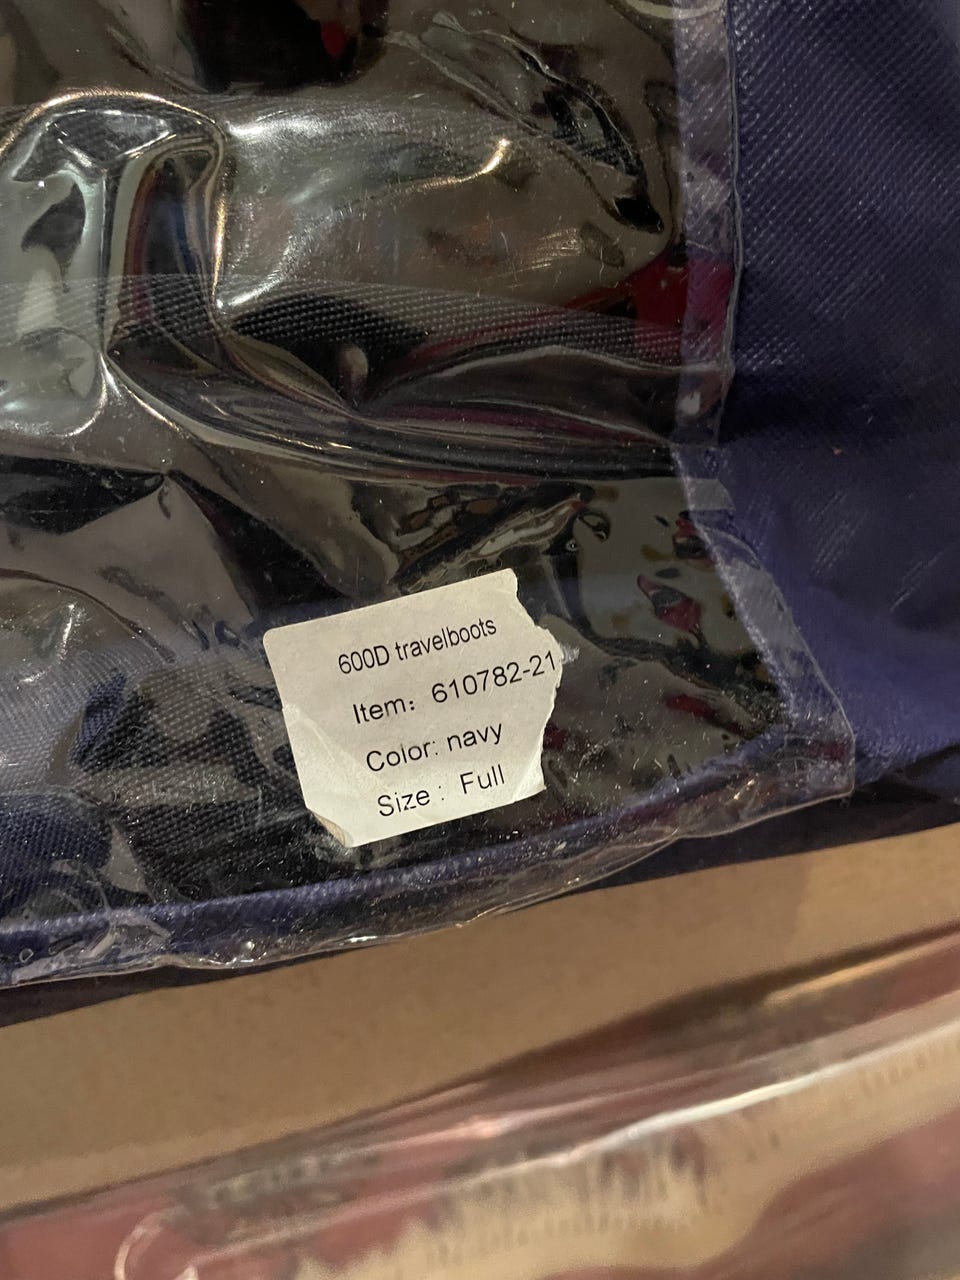 600D travelboots
Item: 610782-21
Color: navy
Size : Full